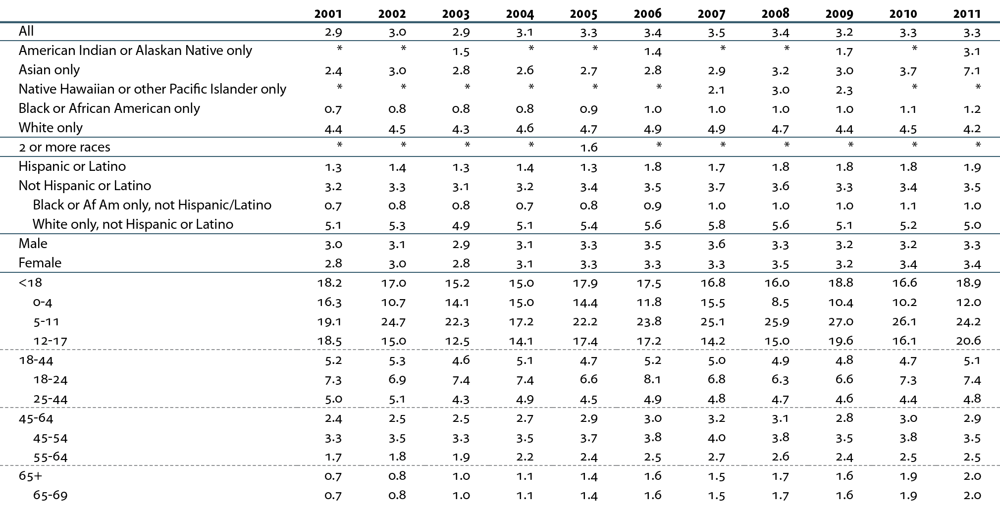 2001 2002 2003 2004 2005 2006 2007 2008 2009 2010 2011
All 2.9 3.0 2.9 3.1 3.3 3.4 3.5 3.4 3.2 3.3 3.3
American Indian or Alaskan Native only * * 1.5 * * 1.4 * * 1.7 * 3.1
Asian only 2.4 3.0 2.8 2.6 2.7 2.8 2.9 3.2 3.0 3.7 7.1
Native Hawaiian or other Pacific Islander only * * * * * * 2.1 3.0 2.3 * *
Black or African American only 0.7 0.8 0.8 0.8 0.9 1.0 1.0 1.0 1.0 1.1 1.2
White only 4.4 4.5 4.3 4.6 4.7 4.9 4.9 4.7 4.4 4.5 4.2
2 or more races * * * * 1.6 * * * * * *
Hispanic or Latino 1.3 1.4 1.3 1.4 1.3 1.8 1.7 1.8 1.8 1.8 1.9
Not Hispanic or Latino 3.2 3.3 3.1 3.2 3.4 3.5 3.7 3.6 3.3 3.4 3.5
Black or Af Am only, not Hispanic/Latino 0.7 0.8 0.8 0.7 0.8 0.9 1.0 1.0 1.0 1.1 1.0
White only, not Hispanic or Latino 5.1 5.3 4.9 5.1 5.4 5.6 5.8 5.6 5.1 5.2 5.0
Male 3.0 3.1 2.9 3.1 3.3 3.5 3.6 3.3 3.2 3.2 3.3
Female 2.8 3.0 2.8 3.1 3.3 3.3 3.3 3.5 3.2 3.4 3.4
<18 18.2 17.0 15.2 15.0 17.9 17.5 16.8 16.0 18.8 16.6 18.9
0-4 16.3 10.7 14.1 15.0 14.4 11.8 15.5 8.5 10.4 10.2 12.0
5-11 19.1 24.7 22.3 17.2 22.2 23.8 25.1 25.9 27.0 26.1 24.2
12-17 18.5 15.0 12.5 14.1 17.4 17.2 14.2 15.0 19.6 16.1 20.6
18-44 5.2 5.3 4.6 5.1 4.7 5.2 5.0 4.9 4.8 4.7 5.1
18-24 7.3 6.9 7.4 7.4 6.6 8.1 6.8 6.3 6.6 7.3 7.4
25-44 5.0 5.1 4.3 4.9 4.5 4.9 4.8 4.7 4.6 4.4 4.8
45-64 2.4 2.5 2.5 2.7 2.9 3.0 3.2 3.1 2.8 3.0 2.9
45-54 3.3 3.5 3.3 3.5 3.7 3.8 4.0 3.8 3.5 3.8 3.5
55-64 1.7 1.8 1.9 2.2 2.4 2.5 2.7 2.6 2.4 2.5 2.5
65+ 0.7 0.8 1.0 1.1 1.4 1.6 1.5 1.7 1.6 1.9 2.0
65-69 0.7 0.8 1.0 1.1 1.4 1.6 1.5 1.7 1.6 1.9 2.0